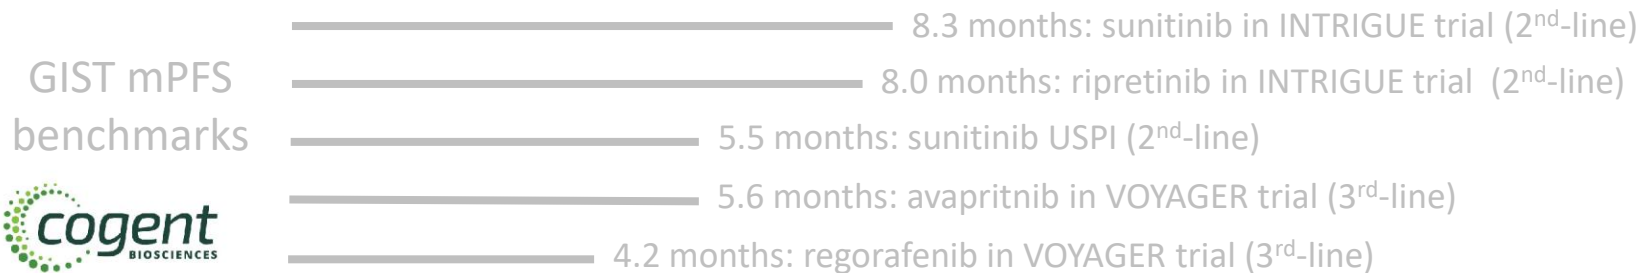 GIST mPFS
benchmarks
8.3 months: sunitinib in INTRIGUE trial (2nd-line)
8.0 months: ripretinib in INTRIGUE trial (2nd-line)
5.5 months: sunitinib USPI (2nd-line)
5.6 months: avapritnib in VOYAGER trial (3rd-line)
4.2 months: regorafenib in VOYAGER trial (3rd-line)
cogent
BIOSCIENCES